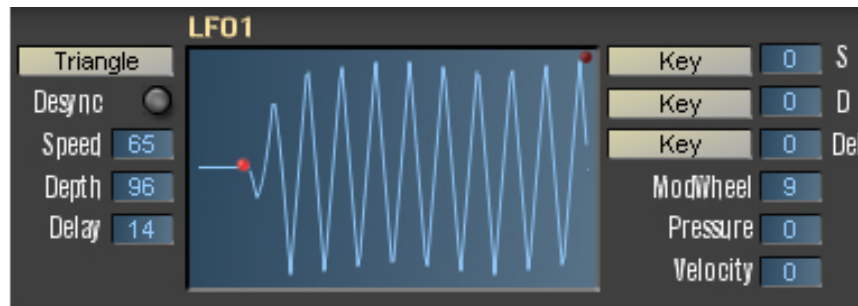 LFO1
Triangle
Desync
Speed 65
Depth 96
Delay 14
Key 0 S
Key 0 D
Key 0 De
ModWheel 9
Pressure 0
Velocity 0